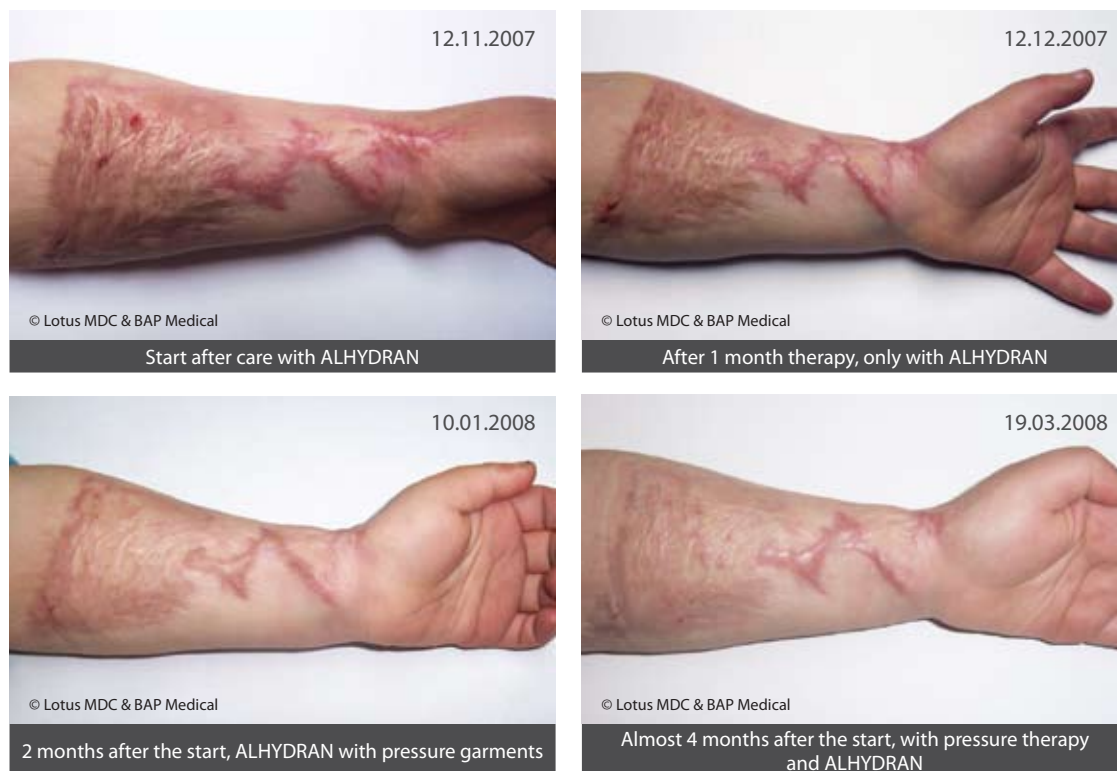 12.11.2007
© Lotus MDC & BAP Medical
Start after care with ALHYDRAN
12.12.2007
© Lotus MDC & BAP Medical
After 1 month therapy, only with ALHYDRAN
10.01.2008
© Lotus MDC & BAP Medical
2 months after the start, ALHYDRAN with pressure garments
19.03.2008
© Lotus MDC & BAP Medical
Almost 4 months after the start, with pressure therapy
and ALHYDRAN